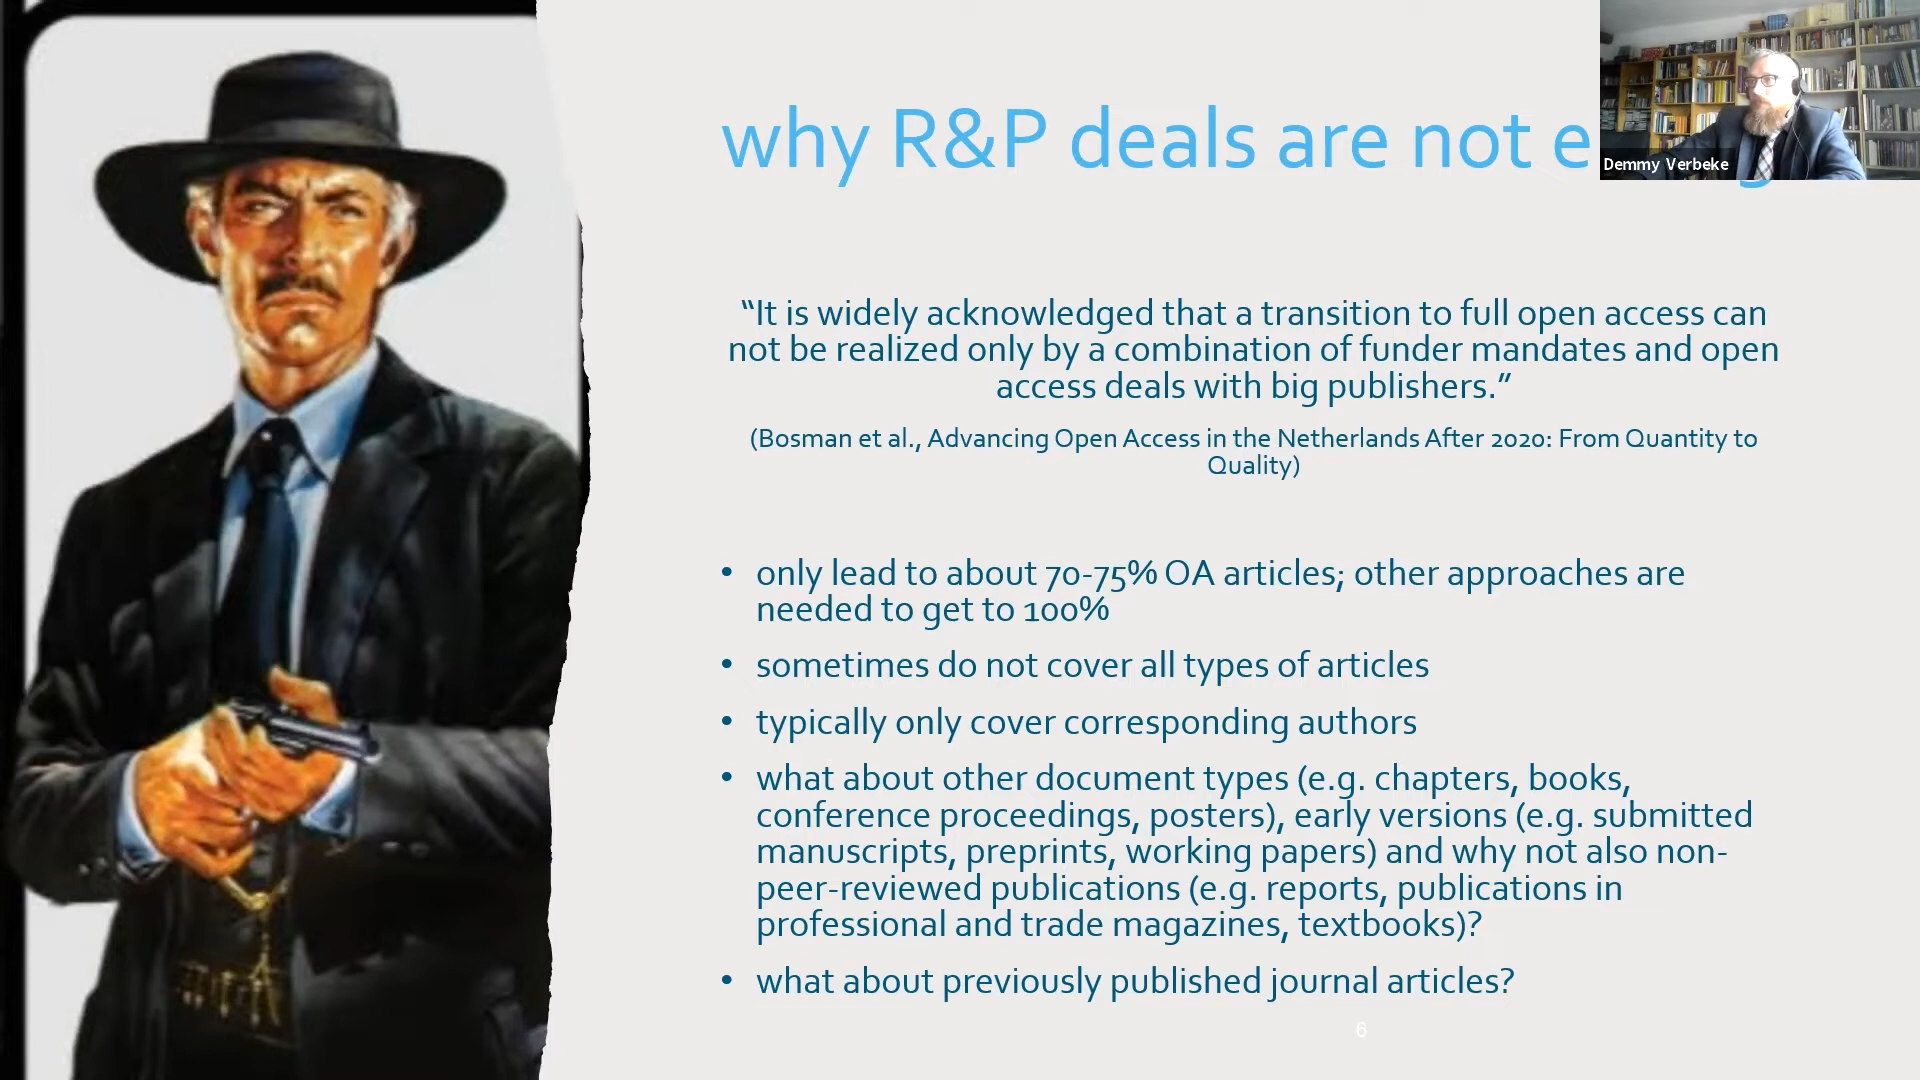 why R&P deals are not e
Demmy Verbeke
“It is widely acknowledged that a transition to full open access can
not be realized only by a combination of funder mandates and open
access deals with big publishers.”
(Bosman et al., Advancing Open Access in the Netherlands After 2020: From Quantity to
Quality)
• only lead to about 70-75% OA articles; other approaches are
needed to get to 100%
• sometimes do not cover all types of articles
• typically only cover corresponding authors
• what about other document types (e.g. chapters, books,
conference proceedings, posters), early versions (e.g. submitted
manuscripts, preprints, working papers) and why not also non-
peer-reviewed publications (e.g. reports, publications in
professional and trade magazines, textbooks)?
• what about previously published journal articles?
6